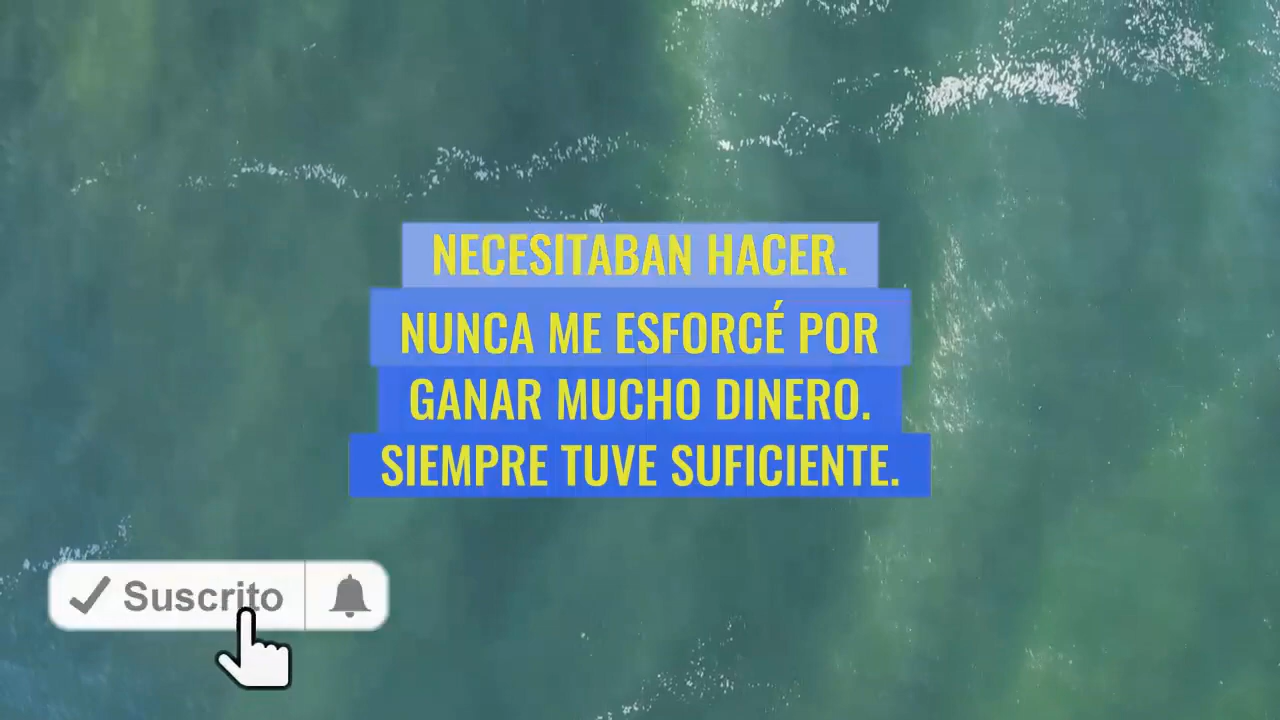 NECESITABAN HACER.
NUNCA ME ESFORCÉ POR
GANAR MUCHO DINERO.
SIEMPRE TUVE SUFICIENTE.
Suscrito